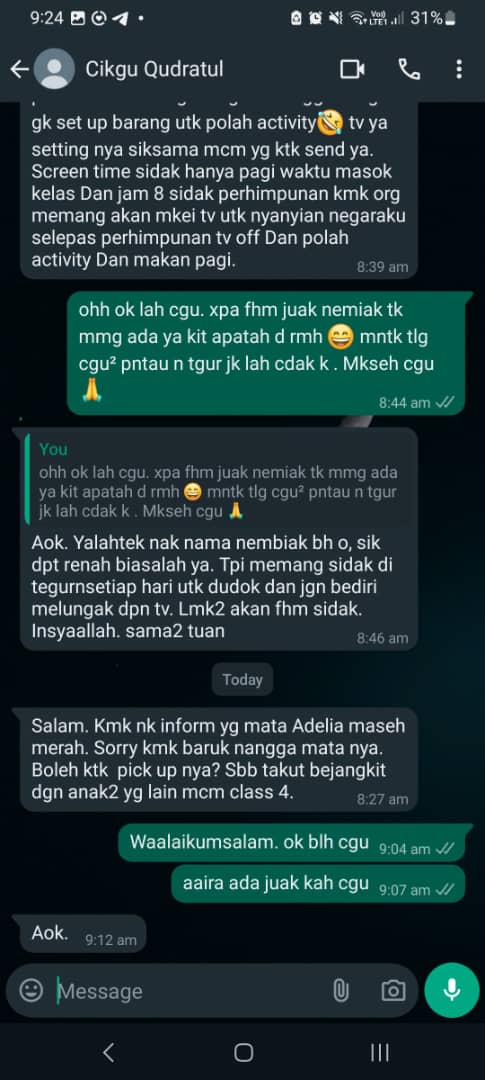 9:24
31%
Cikgu Qudratul
gk set up barang utk polah activity🤣 tv ya
setting nya siksama mcm yg ktk send ya.
Screen time sidak hanya pagi waktu masok
kelas Dan jam 8 sidak perhimpunan kmk org
memang akan mkei tv utk nyanyian negaraku
selepas perhimpunan tv off Dan polah
activity Dan makan pagi.
8:39 am
ohh ok lah cgu. xpa fhm juak nemiak tk
mmg ada ya kit apatah d rmh 😄 mntk tlg
cgu² pntau n tgur jk lah cdak k . Mkseh cgu
🙏
8:44 am
You
ohh ok lah cgu. xpa fhm juak nemiak tk mmg ada
ya kit apatah d rmh 😄 mntk tlg cgu² pntau n tgur
jk lah cdak k . Mkseh cgu 🙏
Aok. Yalahtek nak nama nembiak bh o, sik
dpt renah biasalah ya. Tpi memang sidak di
tegurnsetiap hari utk dudok dan jgn bediri
melungak dpn tv. Lmk2 akan fhm sidak.
Insyaallah. sama2 tuan
8:46 am
Today
Salam. Kmk nk inform yg mata Adelia maseh
merah. Sorry kmk baruk nangga mata nya.
Boleh ktk pick up nya? Sbb takut bejangkit
dgn anak2 yg lain mcm class 4.
8:27 am
Waalaikumsalam. ok blh cgu
9:04 am
aaira ada juak kah cgu
9:07 am
Aok.
9:12 am
Message